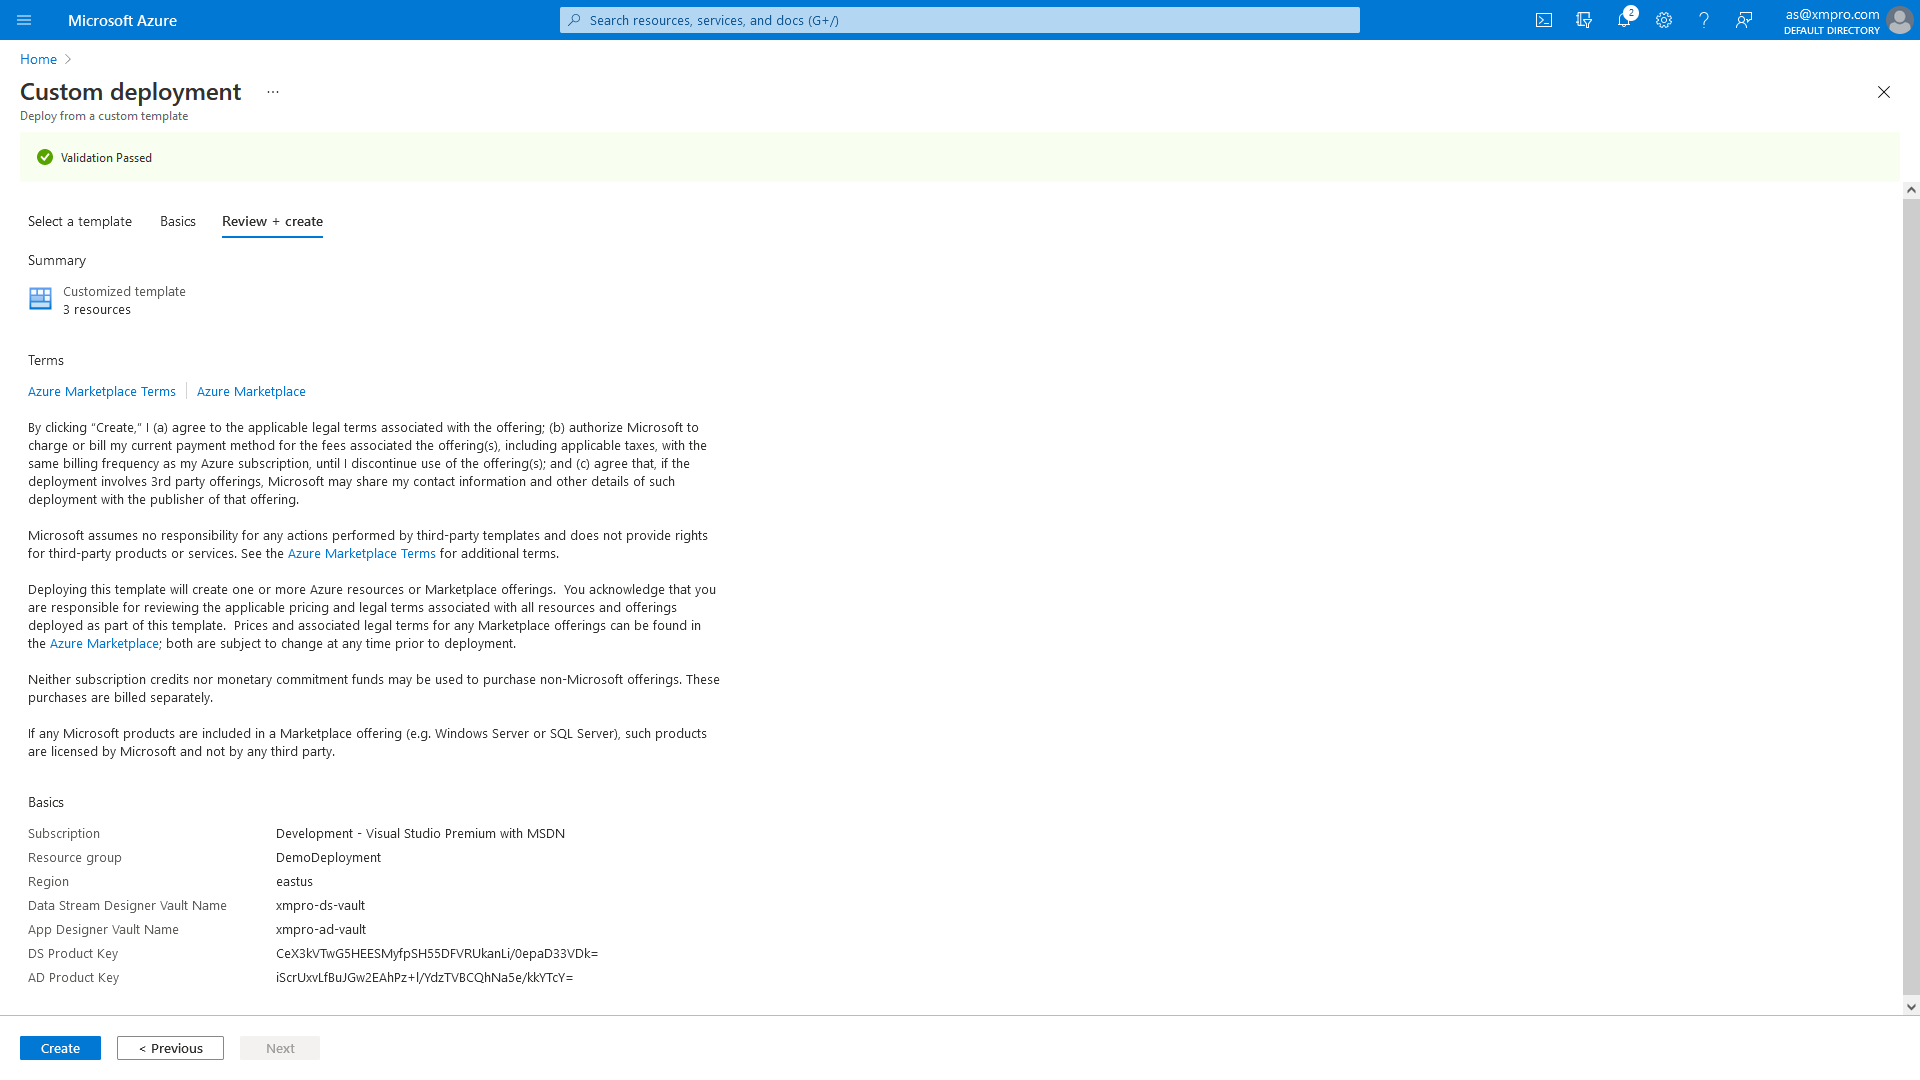 Microsoft Azure
Search resources, services, and docs (G+/)
2
as@xmpro.com
DEFAULT DIRECTORY
Home
Custom deployment ...
Deploy from a custom template
Validation Passed
Select a template
Basics
Review + create
Summary
Customized template
3 resources
Terms
Azure Marketplace Terms
Azure Marketplace
By clicking “Create,” I (a) agree to the applicable legal terms associated with the offering; (b) authorize Microsoft to
charge or bill my current payment method for the fees associated the offering(s), including applicable taxes, with the
same billing frequency as my Azure subscription, until I discontinue use of the offering(s); and (c) agree that, if the
deployment involves 3rd party offerings, Microsoft may share my contact information and other details of such
deployment with the publisher of that offering.
Microsoft assumes no responsibility for any actions performed by third-party templates and does not provide rights
for third-party products or services. See the Azure Marketplace Terms for additional terms.
Deploying this template will create one or more Azure resources or Marketplace offerings.  You acknowledge that you
are responsible for reviewing the applicable pricing and legal terms associated with all resources and offerings
deployed as part of this template.  Prices and associated legal terms for any Marketplace offerings can be found in
the Azure Marketplace; both are subject to change at any time prior to deployment.
Neither subscription credits nor monetary commitment funds may be used to purchase non-Microsoft offerings. These
purchases are billed separately.
If any Microsoft products are included in a Marketplace offering (e.g. Windows Server or SQL Server), such products
are licensed by Microsoft and not by any third party.
Basics
Subscription Development - Visual Studio Premium with MSDN
Resource group DemoDeployment
Region eastus
Data Stream Designer Vault Name xmpro-ds-vault
App Designer Vault Name xmpro-ad-vault
DS Product Key CeX3kVTwG5HEESMyfpSH55DFVRUkanLi/0epaD33VDk=
AD Product Key iScrUxvLfBuJGw2EAhPz+l/YdzTVBCQhNa5e/kkYTcY=
Create
< Previous
Next